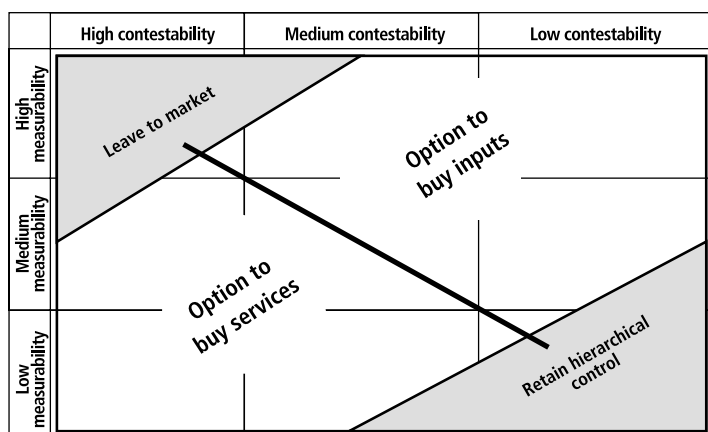 High contestability
Medium contestability
Low contestability
High
measurability
Leave to market
Option to
buy inputs
Medium
measurability
Option to
buy services
Low
measurability
Retain hierarchical
control